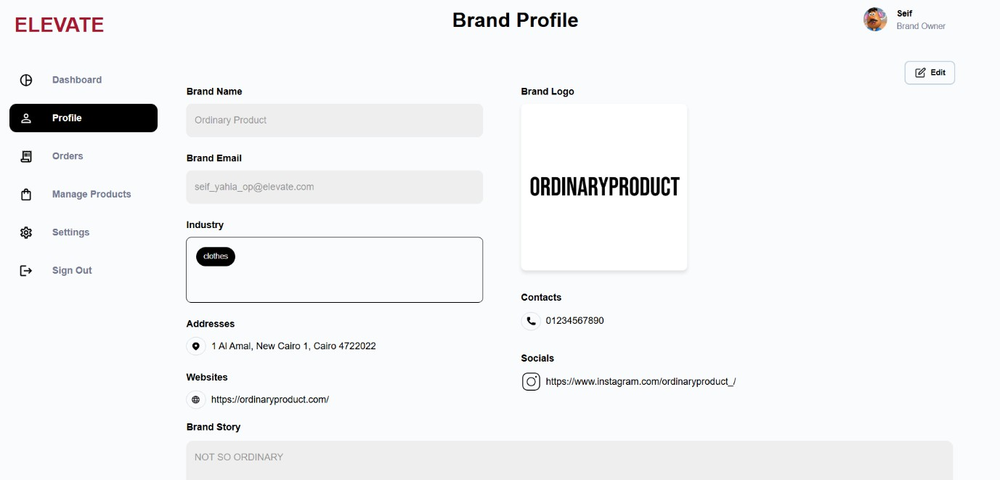 ELEVATE
Brand Profile
Seif
Brand Owner
Dashboard
Profile
Orders
Manage Products
Settings
Sign Out
Edit
Brand Name
Ordinary Product
Brand Email
seif_yahia_op@elevate.com
Industry
clothes
Addresses
1 Al Amal, New Cairo 1, Cairo 4722022
Websites
https://ordinaryproduct.com/
Brand Logo
ORDINARYPRODUCT
Contacts
01234567890
Socials
https://www.instagram.com/ordinaryproduct_/
Brand Story
NOT SO ORDINARY